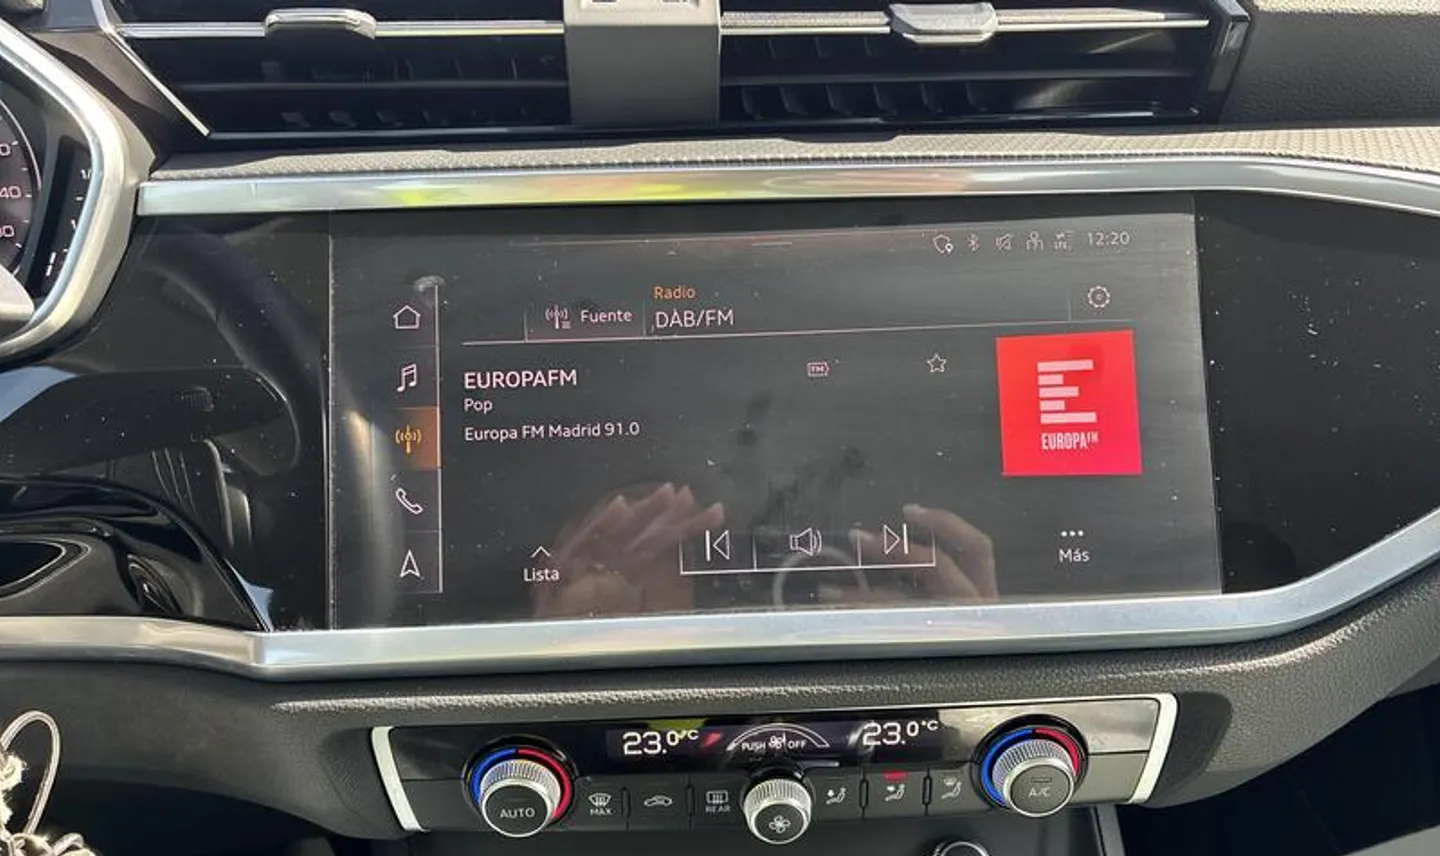 12:20
Radio
Fuente
DAB/FM
EUROPAFM
TM
Pop
Europa FM Madrid 91.0
EUROPA FM
Lista
Más
23.0°C
PUSH OFF
23.0°C
AUTO
MAX
REAR
A/C